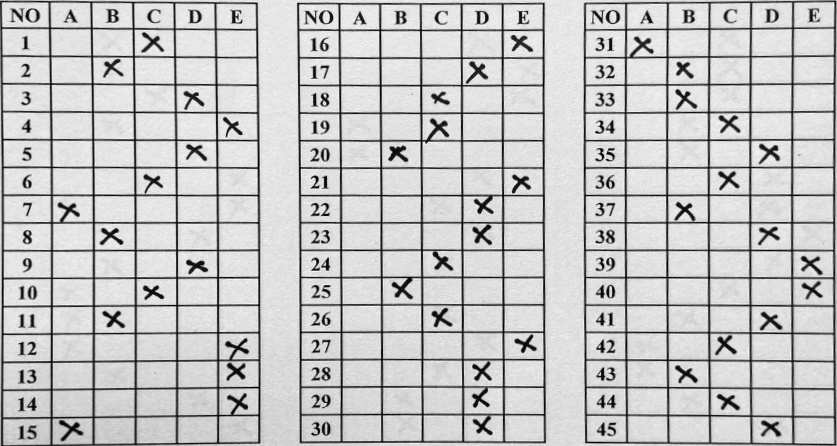 NO A B C D E
1 X
2 X
3 X
4 X
5 X
6 X
7 X
8 X
9 X
10 X
11 X
12 X
13 X
14 X
15 X
NO A B C D E
16 X
17 X
18 X
19 X
20 X
21 X
22 X
23 X
24 X
25 X
26 X
27 X
28 X
29 X
30 X
NO A B C D E
31 X
32 X
33 X
34 X
35 X
36 X
37 X
38 X
39 X
40 X
41 X
42 X
43 X
44 X
45 X